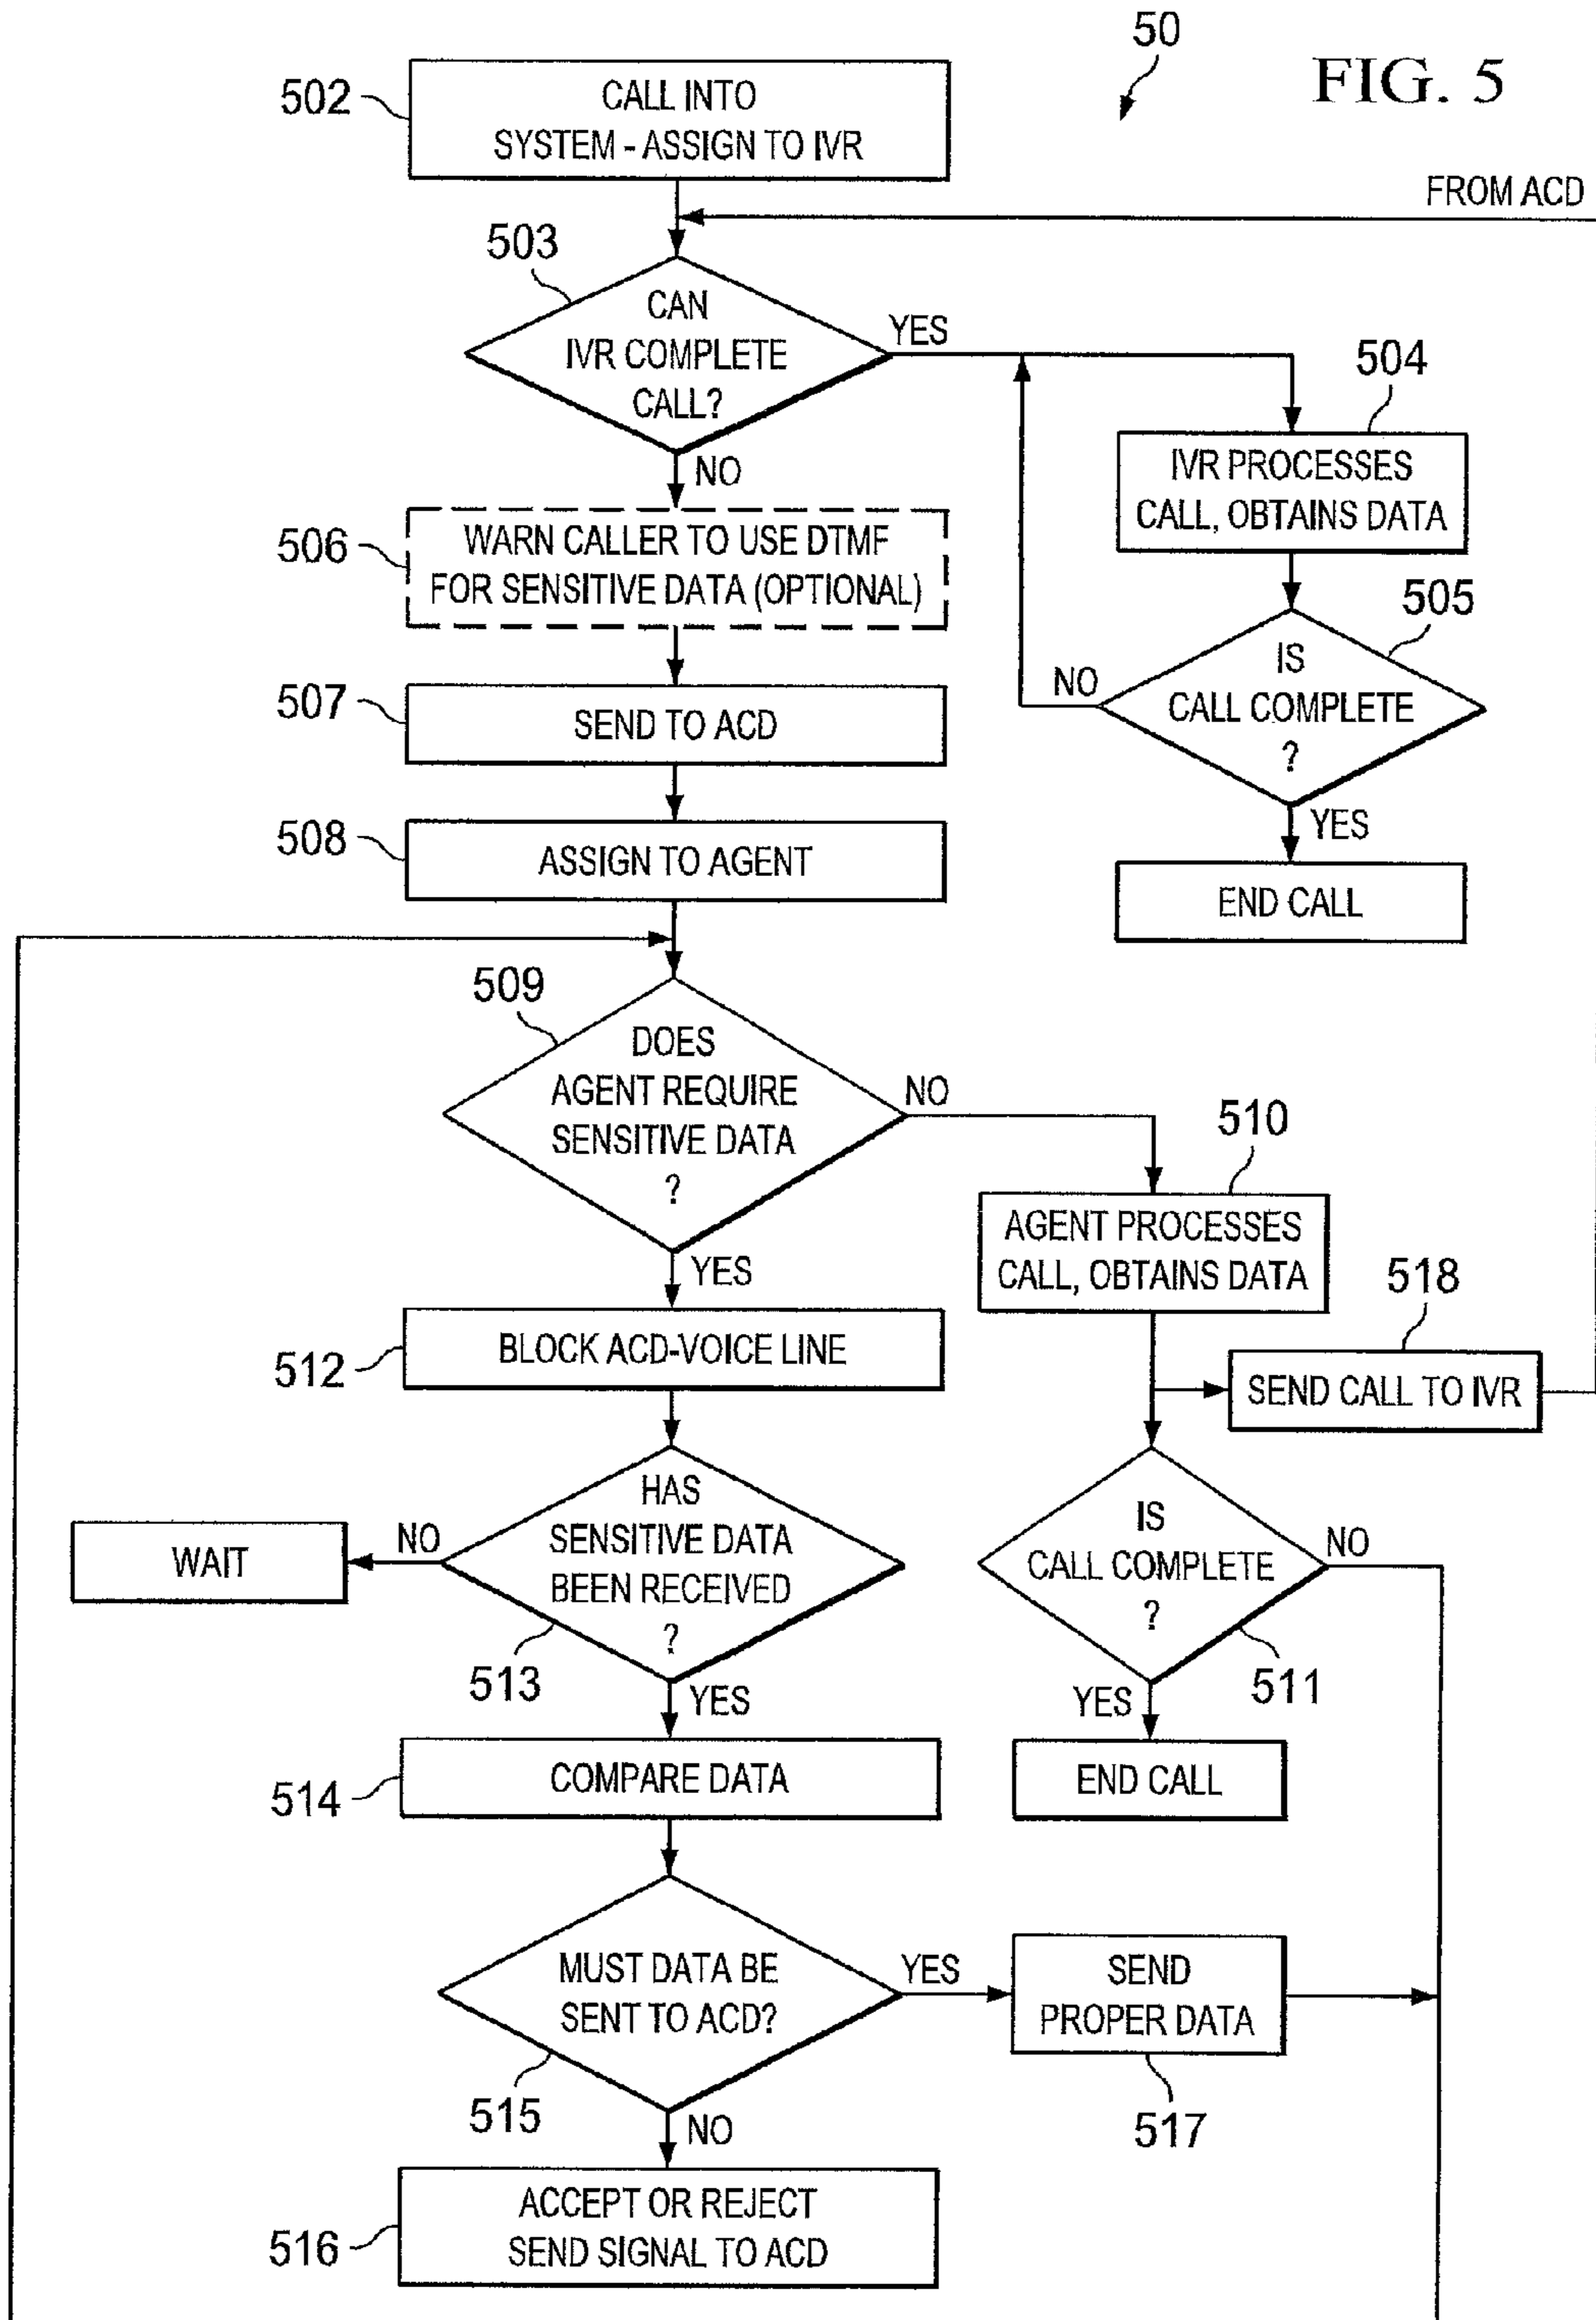 50
FIG. 5
502
CALL INTO
SYSTEM - ASSIGN TO IVR
FROM ACD
503
CAN
IVR COMPLETE
CALL?
YES
NO
504
IVR PROCESSES
CALL, OBTAINS DATA
505
IS
CALL COMPLETE
?
NO
YES
END CALL
506
WARN CALLER TO USE DTMF
FOR SENSITIVE DATA (OPTIONAL)
507
SEND TO ACD
508
ASSIGN TO AGENT
509
DOES
AGENT REQUIRE
SENSITIVE DATA
?
NO
YES
510
AGENT PROCESSES
CALL, OBTAINS DATA
518
SEND CALL TO IVR
512
BLOCK ACD-VOICE LINE
HAS
SENSITIVE DATA
BEEN RECEIVED
?
513
NO
WAIT
YES
IS
CALL COMPLETE
?
511
NO
YES
END CALL
514
COMPARE DATA
MUST DATA BE
SENT TO ACD?
515
YES
SEND
PROPER DATA
517
NO
516
ACCEPT OR REJECT
SEND SIGNAL TO ACD